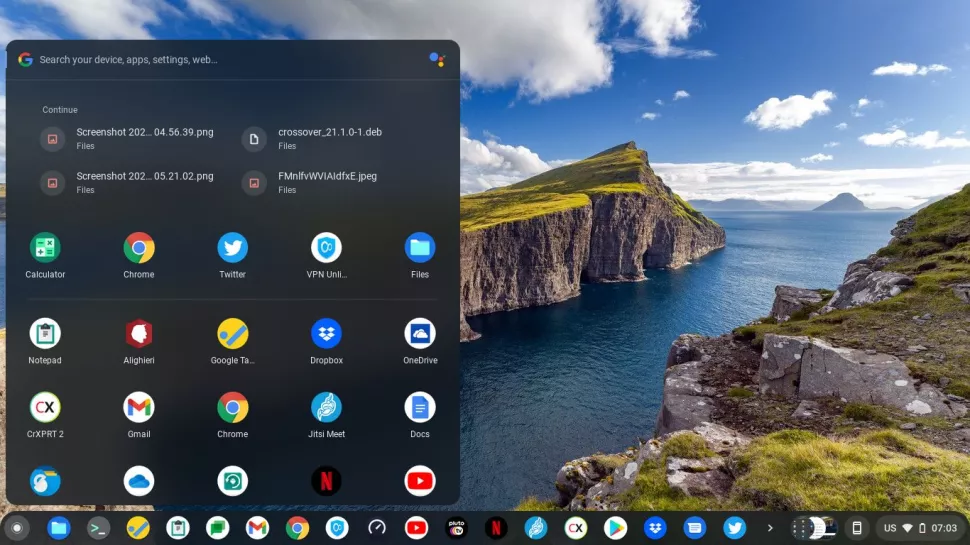 Search your device, apps, settings, web...
Continue
Screenshot 202... 04.56.39.png
Files
crossover_21.1.0-1.deb
Files
Screenshot 202... 05.21.02.png
Files
FMnlfvWVIAIdfxE.jpeg
Files
Calculator
Chrome
Twitter
VPN Unli...
Files
Notepad
Alighieri
Google Ta...
Dropbox
OneDrive
CX
CrXPRT 2
Gmail
Chrome
Jitsi Meet
Docs
N
pluto tv
N
CX
US
07:03